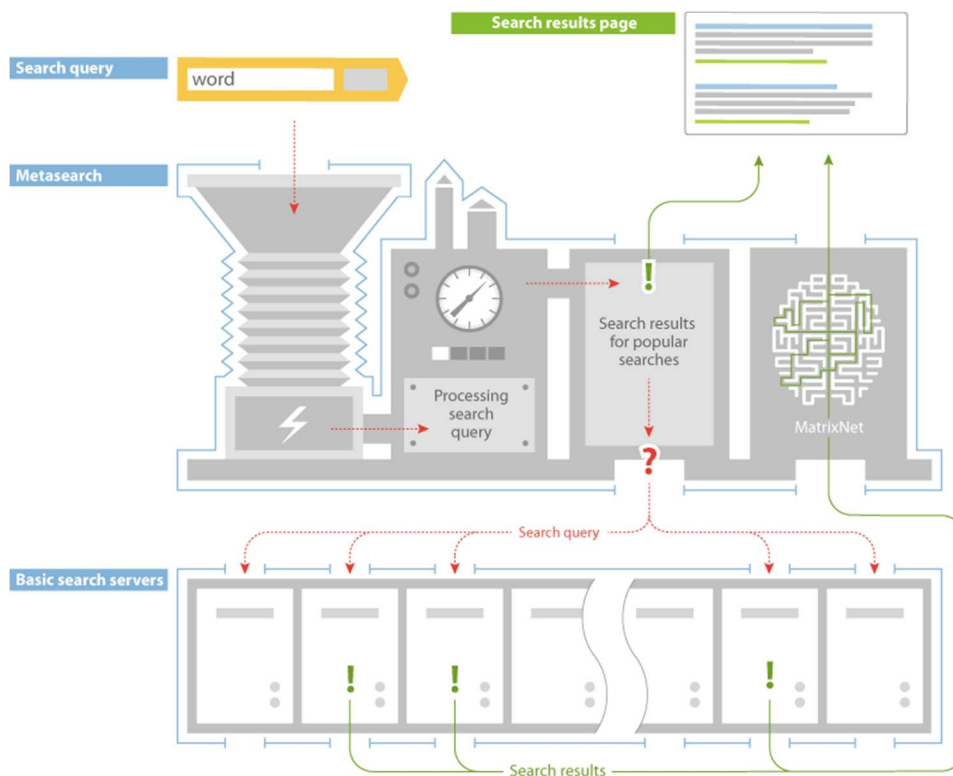 Search results page
Search query
word
Metasearch
Search results
for popular
searches
Processing
search
query
MatrixNet
Search query
Basic search servers
Search results